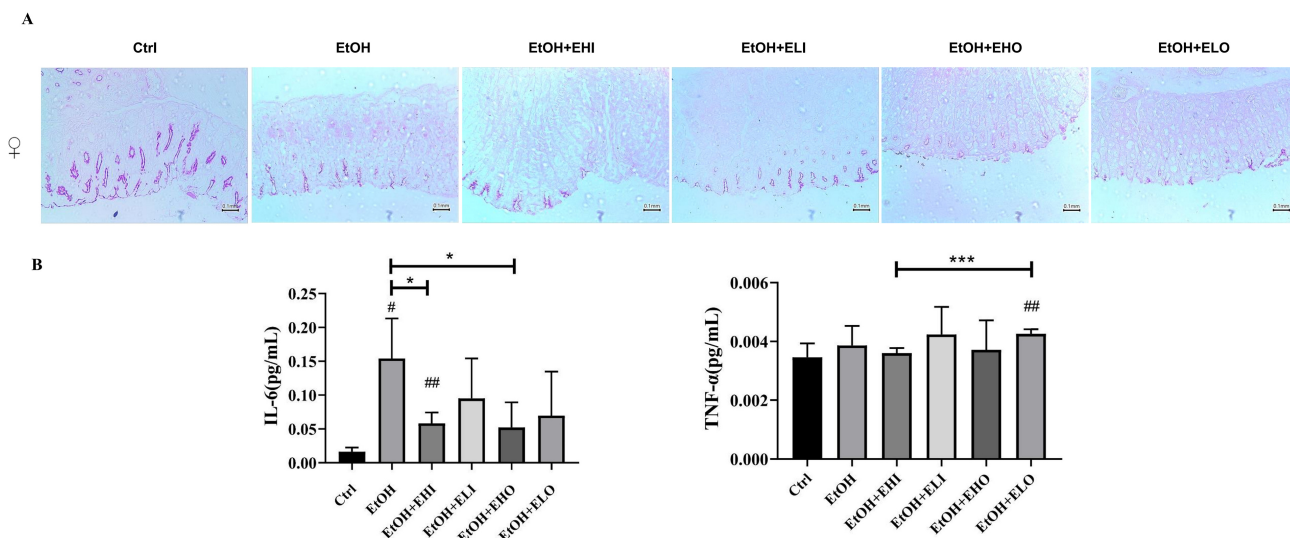 A
Ctrl EtOH EtOH+EHI EtOH+ELI EtOH+EHO EtOH+ELO
♀
0.1mm 0.1mm 0.1mm 0.1mm 0.1mm 0.1mm
B
*
*
#
##
0.25
0.20
0.15
0.10
0.05
0.00
IL-6(pg/mL)
Ctrl
EtOH
EtOH+EHI
EtOH+ELI
EtOH+EHO
EtOH+ELO
***
##
0.006
0.004
0.002
0.000
TNF-α(pg/mL)
Ctrl
EtOH
EtOH+EHI
EtOH+ELI
EtOH+EHO
EtOH+ELO